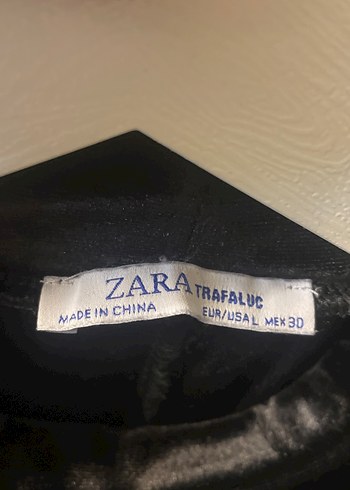 ZARA TRAFALUC
MADE IN CHINA EUR/USA L MEX 30